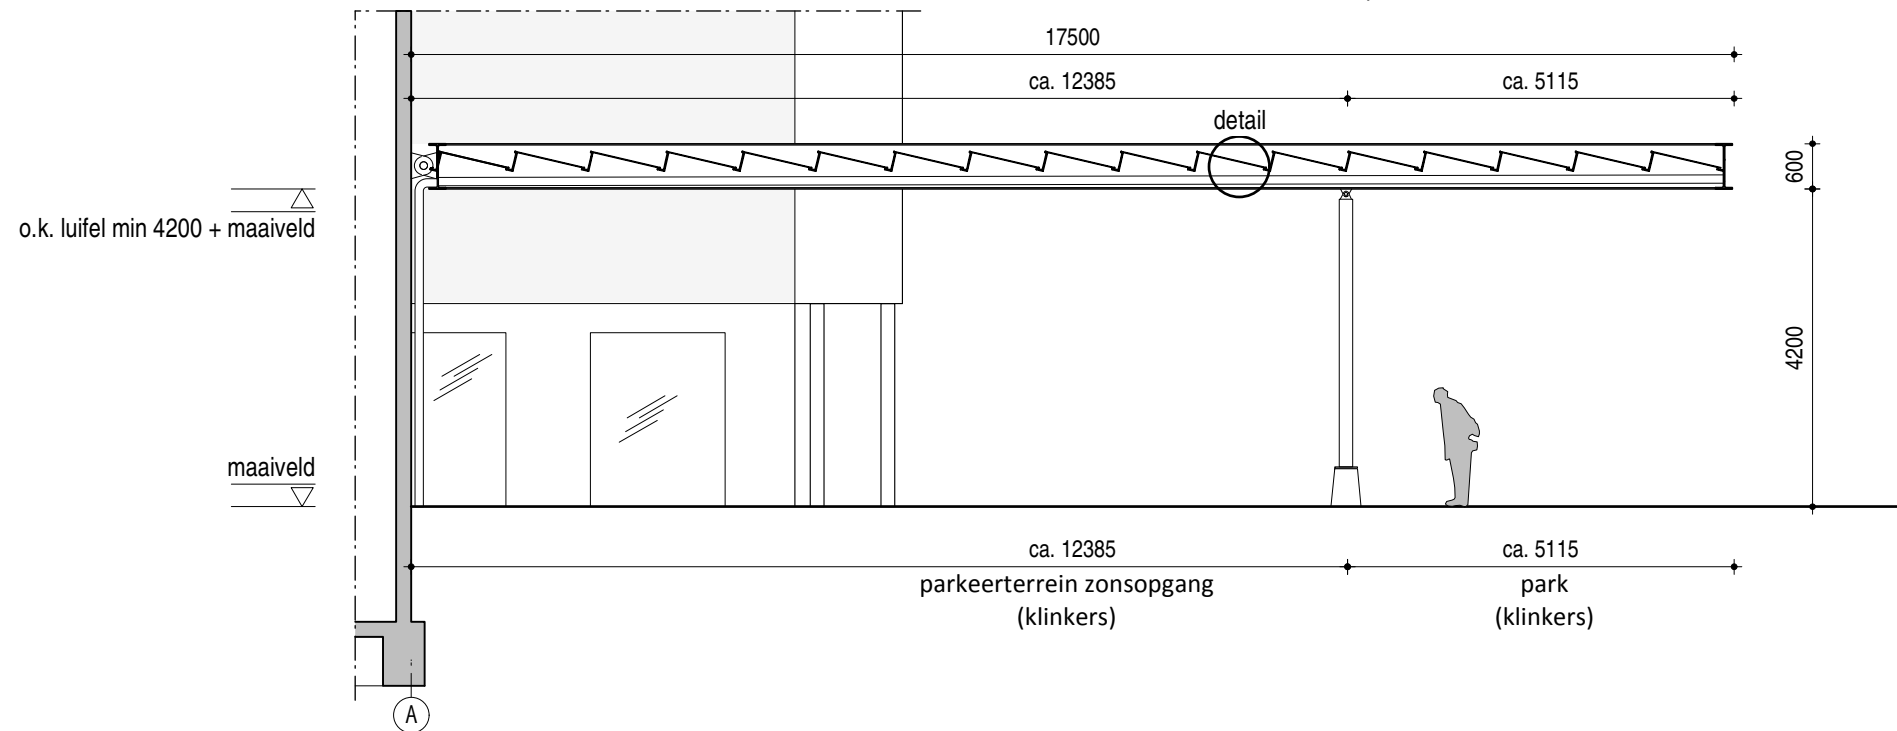 17500
ca. 12385
ca. 5115
detail
600
o.k. luifel min 4200 + maaiveld
4200
maaiveld
ca. 12385
ca. 5115
parkeerterrein zonsopgang
park
(klinkers)
(klinkers)
A